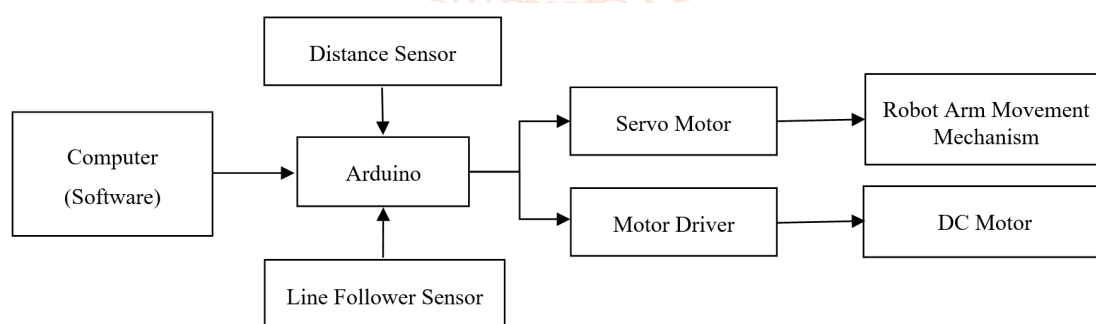 Distance Sensor
Computer
(Software)
Arduino
Line Follower Sensor
Servo Motor
Motor Driver
Robot Arm Movement
Mechanism
DC Motor